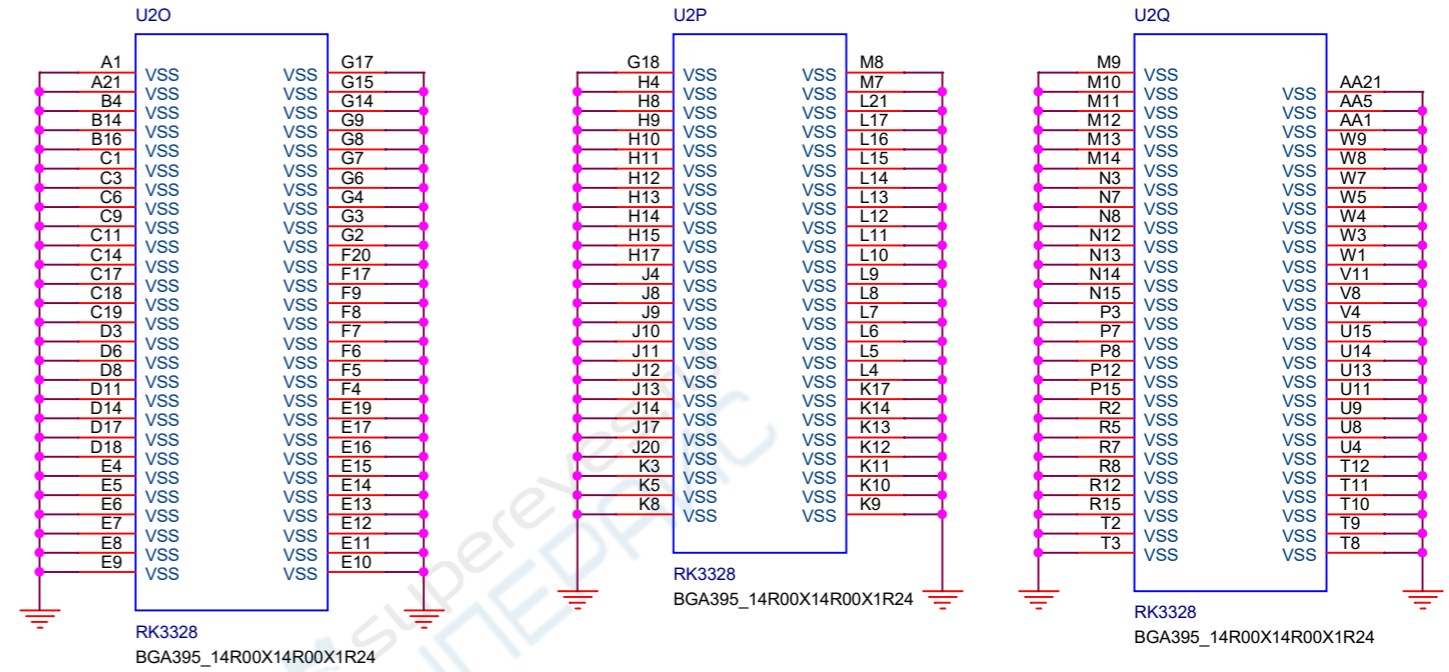 U2O
A1 VSS VSS G17
A21 VSS VSS G15
B4 VSS VSS G14
B14 VSS VSS G9
B16 VSS VSS G8
C1 VSS VSS G7
C3 VSS VSS G6
C6 VSS VSS G4
C9 VSS VSS G3
C11 VSS VSS G2
C14 VSS VSS F20
C17 VSS VSS F17
C18 VSS VSS F9
C19 VSS VSS F8
D3 VSS VSS F7
D6 VSS VSS F6
D8 VSS VSS F5
D11 VSS VSS F4
D14 VSS VSS E19
D17 VSS VSS E17
D18 VSS VSS E16
E4 VSS VSS E15
E5 VSS VSS E14
E6 VSS VSS E13
E7 VSS VSS E12
E8 VSS VSS E11
E9 VSS VSS E10
RK3328
BGA395_14R00X14R00X1R24
U2P
G18 VSS VSS M8
H4 VSS VSS M7
H8 VSS VSS L21
H9 VSS VSS L17
H10 VSS VSS L16
H11 VSS VSS L15
H12 VSS VSS L14
H13 VSS VSS L13
H14 VSS VSS L12
H15 VSS VSS L11
H17 VSS VSS L10
J4 VSS VSS L9
J8 VSS VSS L8
J9 VSS VSS L7
J10 VSS VSS L6
J11 VSS VSS L5
J12 VSS VSS L4
J13 VSS VSS K17
J14 VSS VSS K14
J17 VSS VSS K13
J20 VSS VSS K12
K3 VSS VSS K11
K5 VSS VSS K10
K8 VSS VSS K9
RK3328
BGA395_14R00X14R00X1R24
U2Q
M9 VSS
M10 VSS VSS AA21
M11 VSS VSS AA5
M12 VSS VSS AA1
M13 VSS VSS W9
M14 VSS VSS W8
N3 VSS VSS W7
N7 VSS VSS W5
N8 VSS VSS W4
N12 VSS VSS W3
N13 VSS VSS W1
N14 VSS VSS V11
N15 VSS VSS V8
P3 VSS VSS V4
P7 VSS VSS U15
P8 VSS VSS U14
P12 VSS VSS U13
P15 VSS VSS U11
R2 VSS VSS U9
R5 VSS VSS U8
R7 VSS VSS U4
R8 VSS VSS T12
R12 VSS VSS T11
R15 VSS VSS T10
T2 VSS VSS T9
T3 VSS VSS T8
RK3328
BGA395_14R00X14R00X1R24